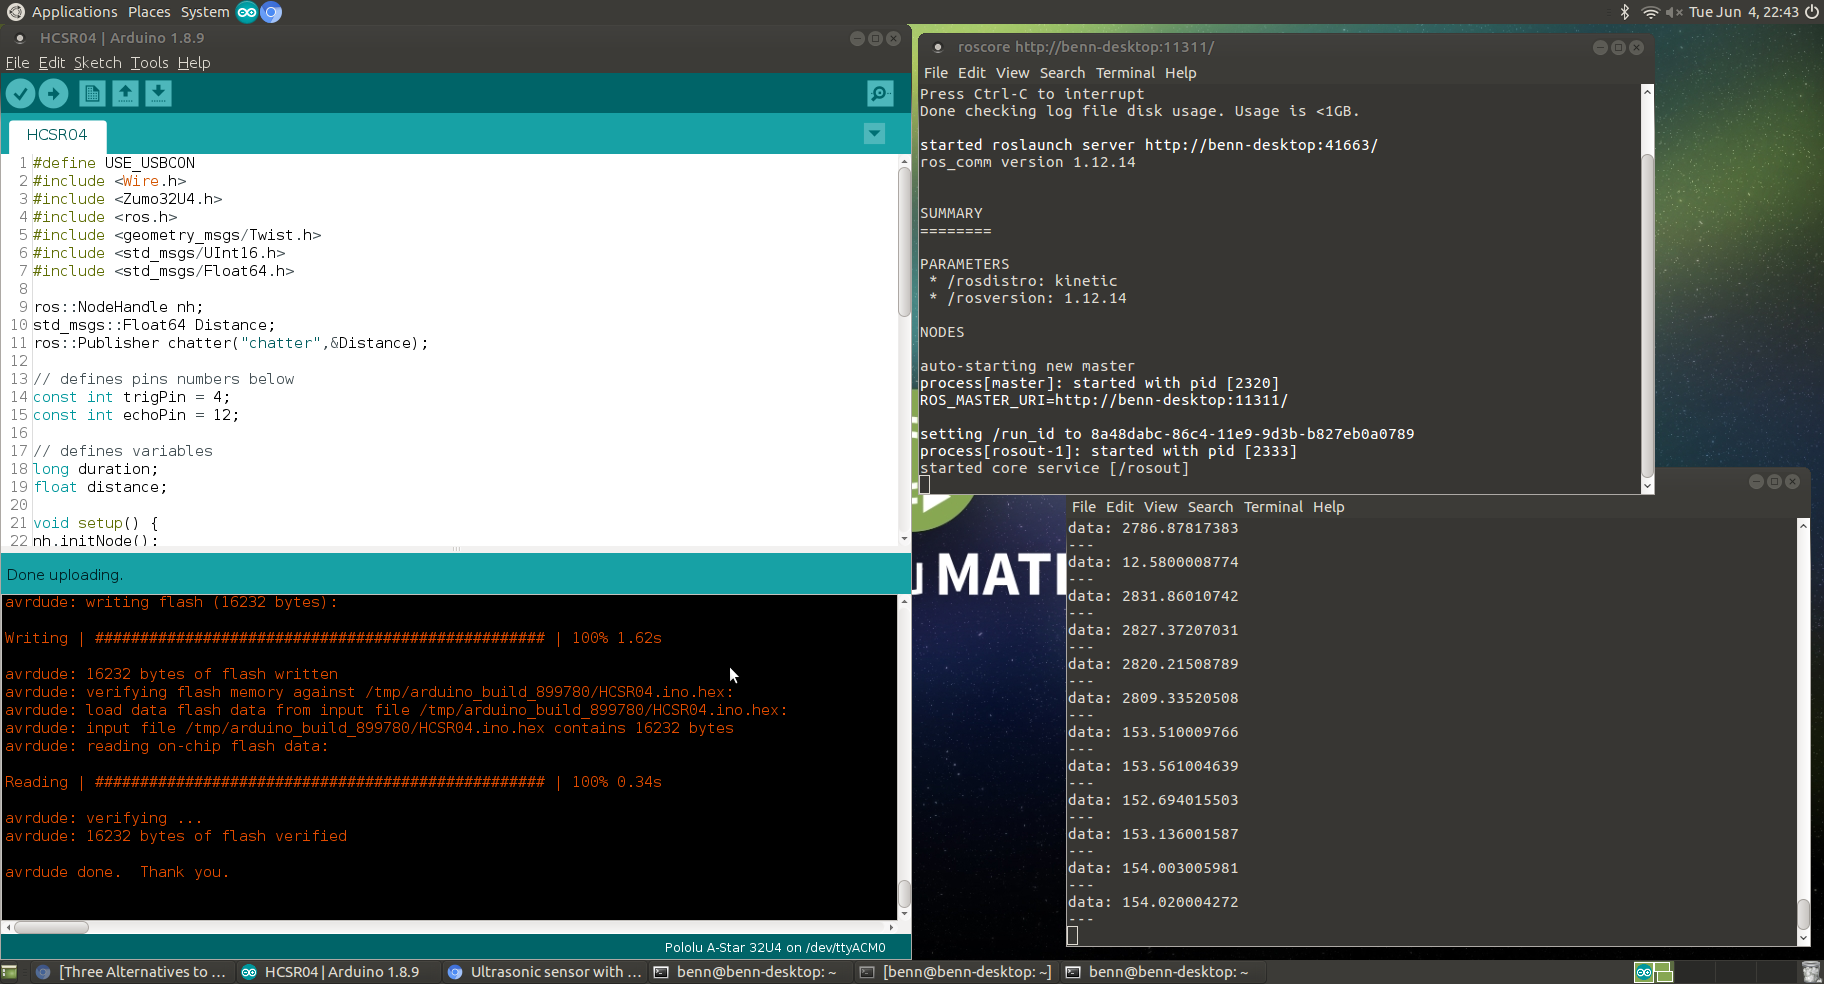 Applications Places System
Tue Jun 4, 22:43
HCSR04 | Arduino 1.8.9
File Edit Sketch Tools Help
HCSR04
1 #define USE_USBCON
2 #include <Wire.h>
3 #include <Zumo32U4.h>
4 #include <ros.h>
5 #include <geometry_msgs/Twist.h>
6 #include <std_msgs/UInt16.h>
7 #include <std_msgs/Float64.h>
8
9 ros::NodeHandle nh;
10 std_msgs::Float64 Distance;
11 ros::Publisher chatter("chatter",&Distance);
12
13 // defines pins numbers below
14 const int trigPin = 4;
15 const int echoPin = 12;
16
17 // defines variables
18 long duration;
19 float distance;
20
21 void setup() {
22 nh.initNode();
Done uploading.
avrdude: writing flash (16232 bytes):
Writing | ################################################## | 100% 1.62s
avrdude: 16232 bytes of flash written
avrdude: verifying flash memory against /tmp/arduino_build_899780/HCSR04.ino.hex:
avrdude: load data flash data from input file /tmp/arduino_build_899780/HCSR04.ino.hex:
avrdude: input file /tmp/arduino_build_899780/HCSR04.ino.hex contains 16232 bytes
avrdude: reading on-chip flash data:
Reading | ################################################## | 100% 0.34s
avrdude: verifying ...
avrdude: 16232 bytes of flash verified
avrdude done.  Thank you.
Pololu A-Star 32U4 on /dev/ttyACM0
roscore http://benn-desktop:11311/
File Edit View Search Terminal Help
Press Ctrl-C to interrupt
Done checking log file disk usage. Usage is <1GB.
started roslaunch server http://benn-desktop:41663/
ros_comm version 1.12.14
SUMMARY
========
PARAMETERS
* /rosdistro: kinetic
* /rosversion: 1.12.14
NODES
auto-starting new master
process[master]: started with pid [2320]
ROS_MASTER_URI=http://benn-desktop:11311/
setting /run_id to 8a48dabc-86c4-11e9-9d3b-b827eb0a0789
process[rosout-1]: started with pid [2333]
started core service [/rosout]
MATE
File Edit View Search Terminal Help
data: 2786.87817383
---
data: 12.5800008774
---
data: 2831.86010742
---
data: 2827.37207031
---
data: 2820.21508789
---
data: 2809.33520508
---
data: 153.510009766
---
data: 153.561004639
---
data: 152.694015503
---
data: 153.136001587
---
data: 154.003005981
---
data: 154.020004272
---
[Three Alternatives to ...
HCSR04 | Arduino 1.8.9
Ultrasonic sensor with ...
benn@benn-desktop: ~
[benn@benn-desktop: ~]
benn@benn-desktop: ~